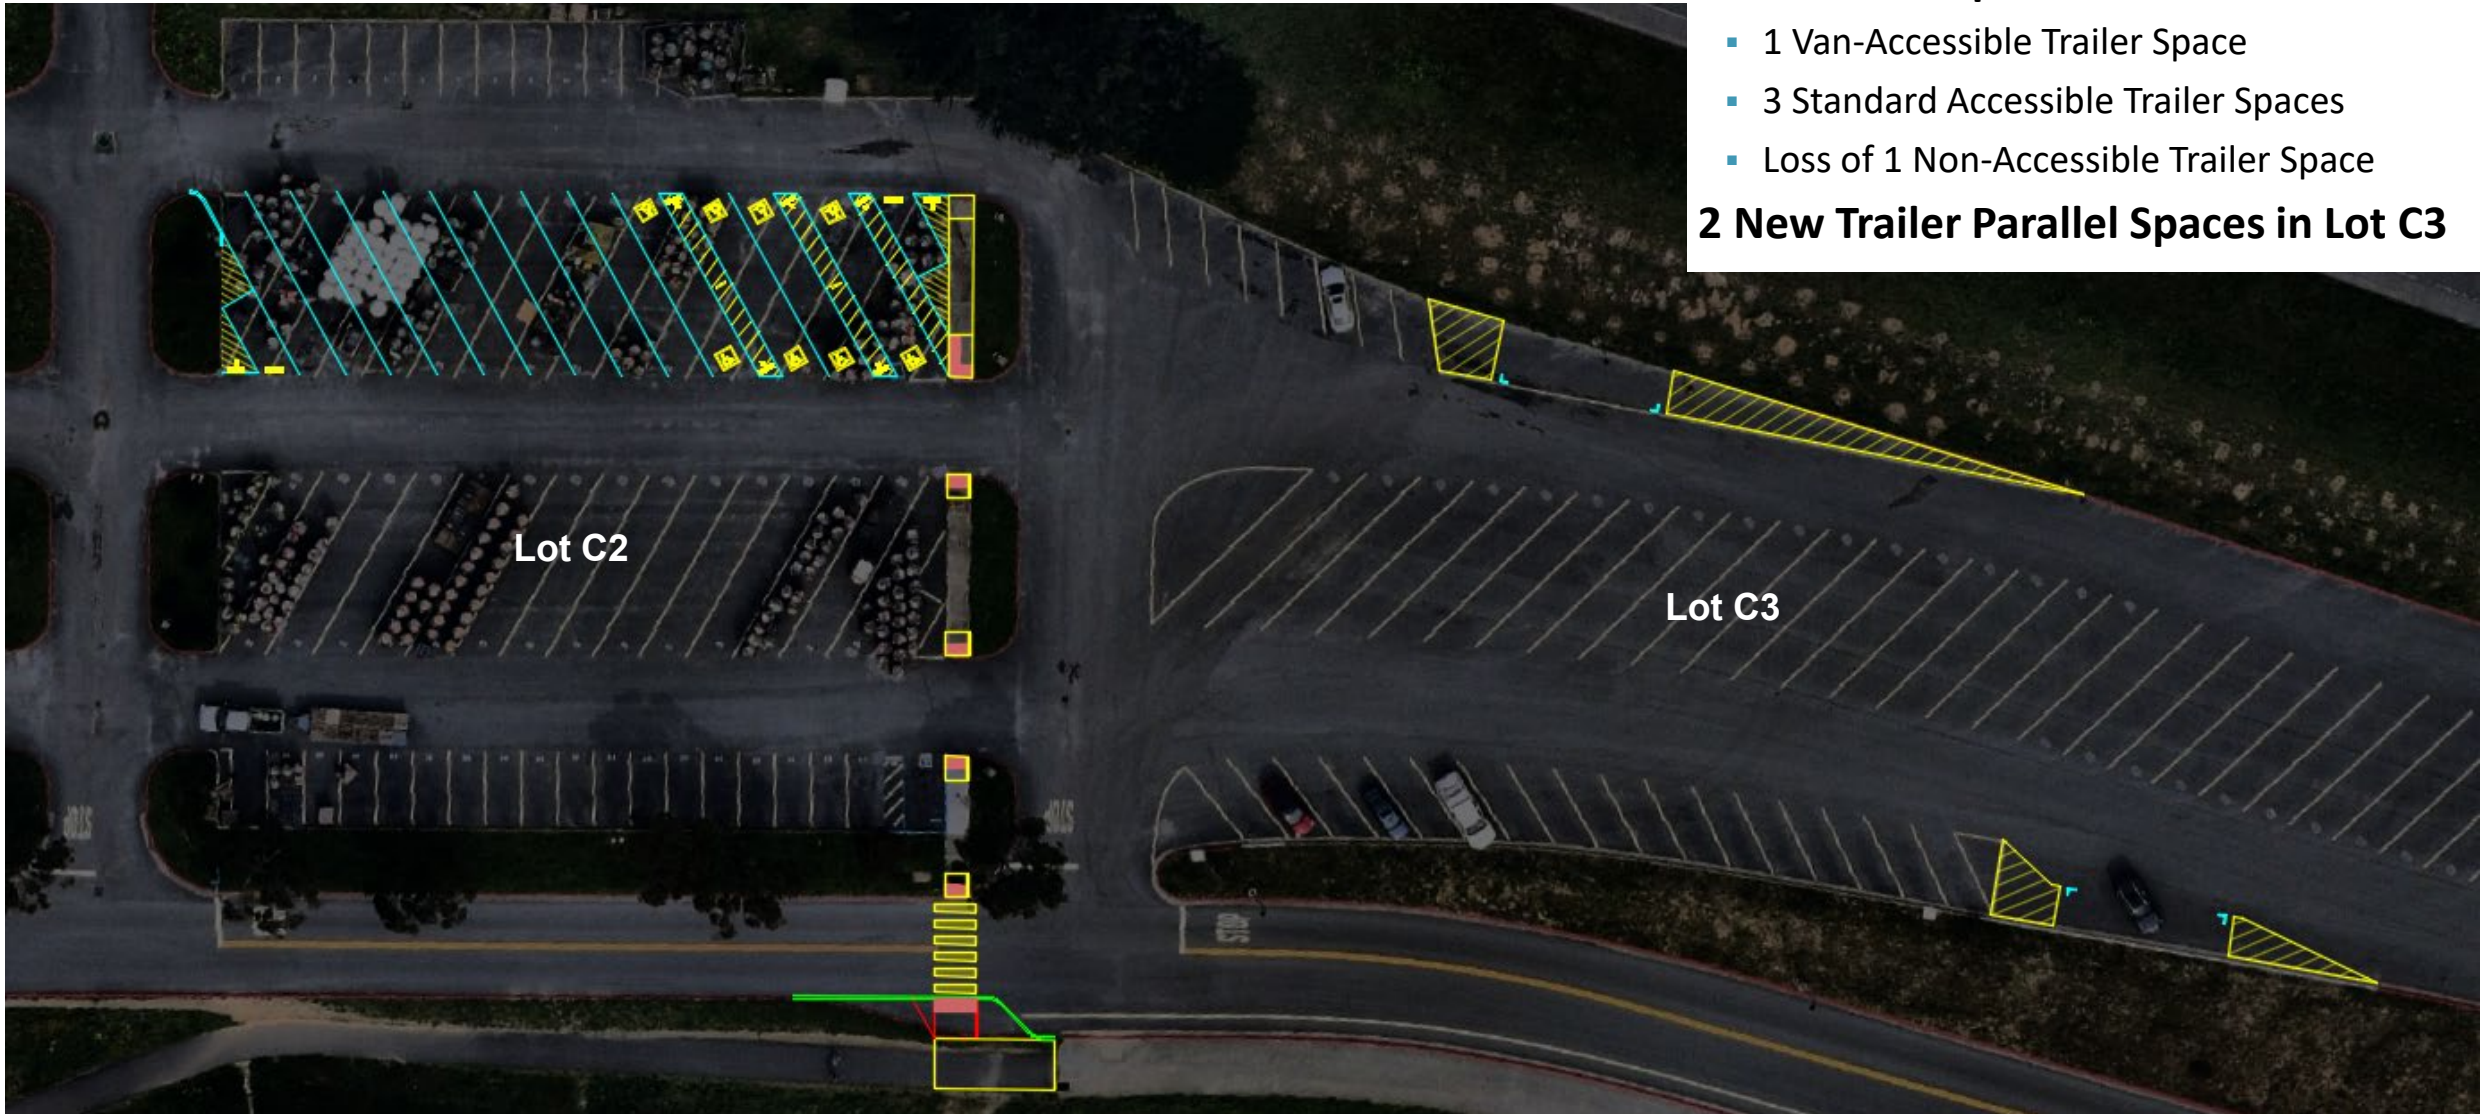 1 Van-Accessible Trailer Space
3 Standard Accessible Trailer Spaces
Loss of 1 Non-Accessible Trailer Space
2 New Trailer Parallel Spaces in Lot C3
Lot C2
Lot C3
STOP
STOP
STOP